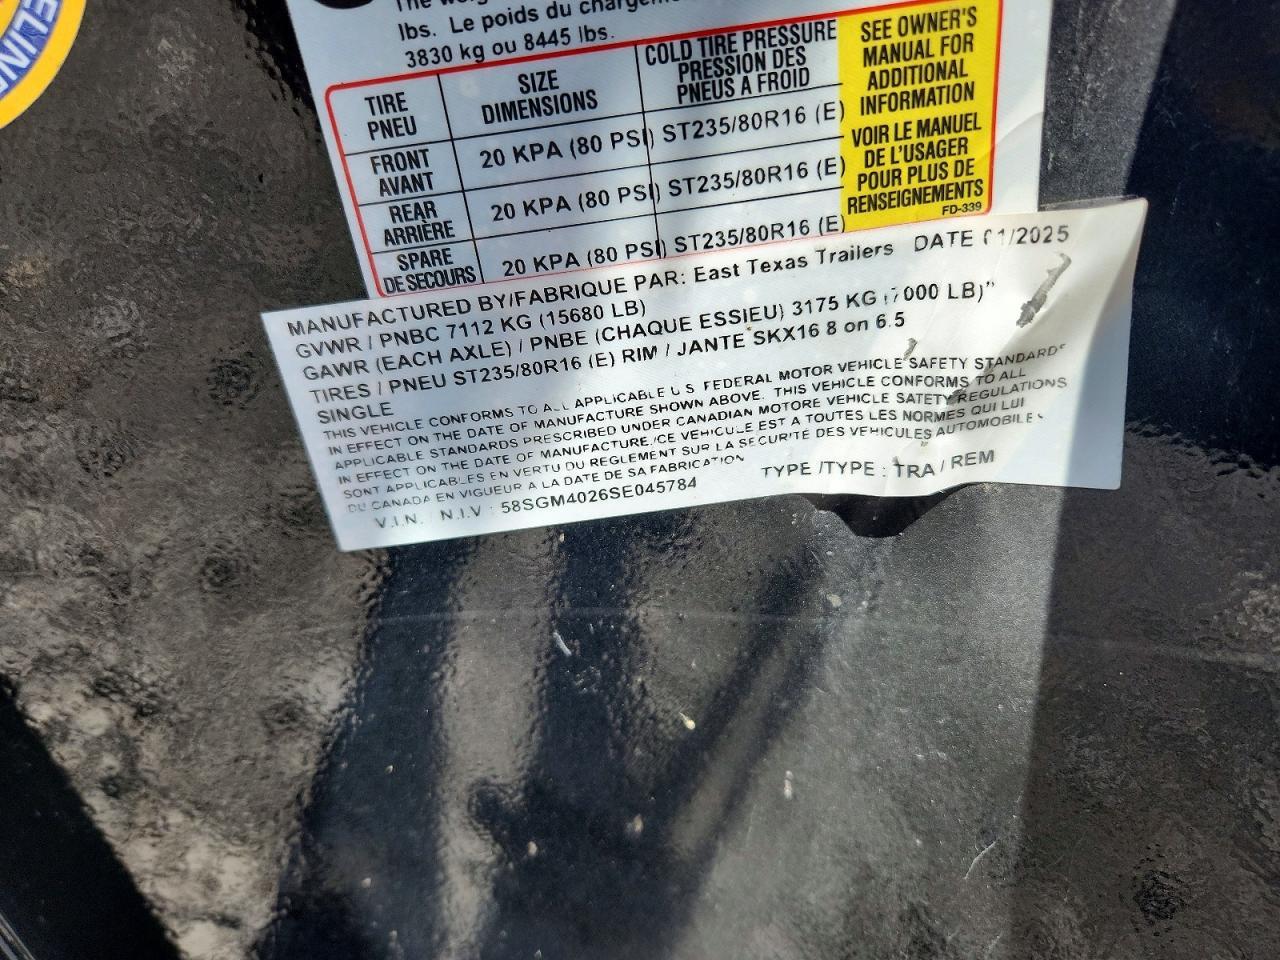 ELINE
The weig
lbs. Le poids du chargeme
3830 kg ou 8445 lbs.
TIRE
PNEU
SIZE
DIMENSIONS
COLD TIRE PRESSURE
PRESSION DES
PNEUS A FROID
FRONT
AVANT
20 KPA (80 PSI) ST235/80R16 (E)
REAR
ARRIÈRE
20 KPA (80 PSI) ST235/80R16 (E)
SPARE
DE SECOURS
20 KPA (80 PSI) ST235/80R16 (E)
SEE OWNER'S
MANUAL FOR
ADDITIONAL
INFORMATION
VOIR LE MANUEL
DE L'USAGER
POUR PLUS DE
RENSEIGNEMENTS
FD-339
MANUFACTURED BY/FABRIQUE PAR: East Texas Trailers DATE 01/2025
GVWR / PNBC 7112 KG (15680 LB)
GAWR (EACH AXLE) / PNBE (CHAQUE ESSIEU) 3175 KG (7000 LB)"
TIRES / PNEU ST235/80R16 (E) RIM / JANTE SKX16 8 on 6.5
SINGLE
THIS VEHICLE CONFORMS TO ALL APPLICABLE U S FEDERAL MOTOR VEHICLE SAFETY STANDARDS
IN EFFECT ON THE DATE OF MANUFACTURE SHOWN ABOVE. THIS VEHICLE CONFORMS TO ALL
APPLICABLE STANDARDS PRESCRIBED UNDER CANADIAN MOTORE VEHICLE SAFETY REGULATIONS
IN EFFECT ON THE DATE OF MANUFACTURE./CE VEHICULE EST A TOUTES LES NORMES QUI LUI
SONT APPLICABLES EN VERTU DU REGLEMENT SUR LA SECURITE DES VEHICULES AUTOMOBILES
DU CANADA EN VIGUEUR A LA DATE DE SA FABRICATION
V.I.N. N.I.V : 58SGM4026SE045784 TYPE /TYPE : TRA / REM